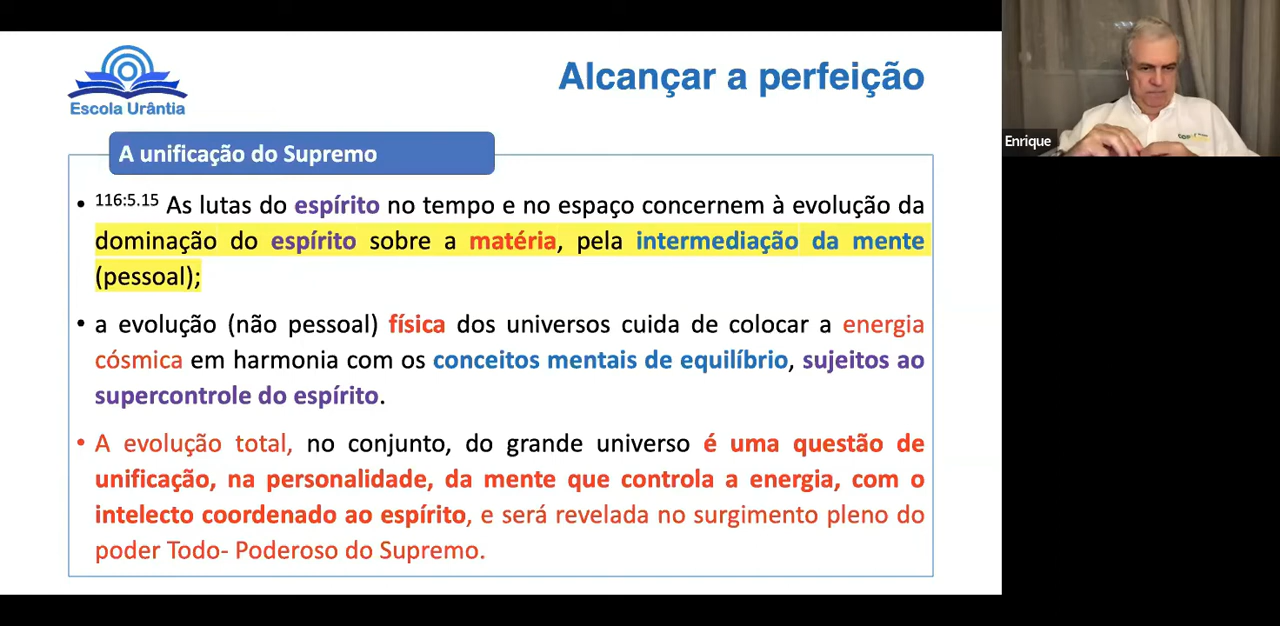 Escola Urântia
Alcançar a perfeição
Enrique
A unificação do Supremo
• 116:5.15 As lutas do espírito no tempo e no espaço concernem à evolução da
dominação do espírito sobre a matéria, pela intermediação da mente
(pessoal);
• a evolução (não pessoal) física dos universos cuida de colocar a energia
cósmica em harmonia com os conceitos mentais de equilíbrio, sujeitos ao
supercontrole do espírito.
• A evolução total, no conjunto, do grande universo é uma questão de
unificação, na personalidade, da mente que controla a energia, com o
intelecto coordenado ao espírito, e será revelada no surgimento pleno do
poder Todo- Poderoso do Supremo.